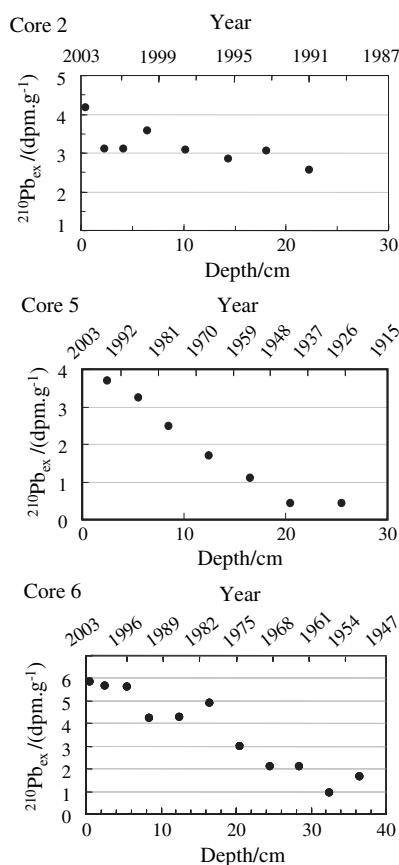 Core 2
Year
2003 1999 1995 1991 1987
5
4
3
2
1
²¹⁰Pbₑₓ /(dpm.g⁻¹)
0 10 20 30
Depth/cm
Core 5
Year
2003 1992 1981 1970 1959 1948 1937 1926 1915
4
3
2
1
0
²¹⁰Pbₑₓ /(dpm.g⁻¹)
0 10 20 30
Depth/cm
Core 6
Year
2003 1996 1989 1982 1975 1968 1961 1954 1947
6
5
4
3
2
1
0
²¹⁰Pbₑₓ /(dpm.g⁻¹)
0 10 20 30 40
Depth/cm